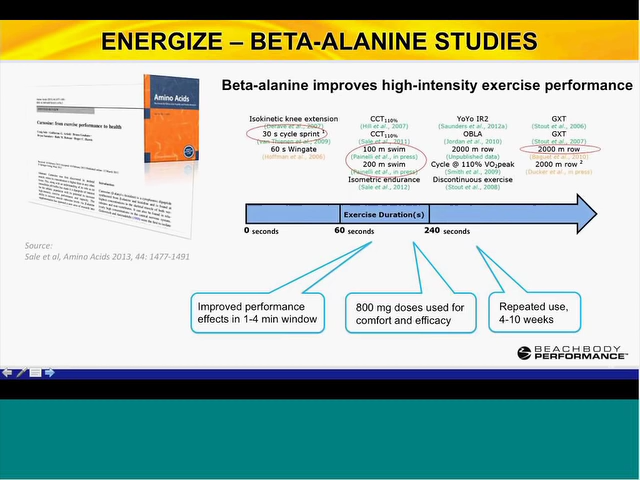 ENERGIZE – BETA-ALANINE STUDIES
Beta-alanine improves high-intensity exercise performance
Amino Acids
Carnosine: from exercise performance to health
Isokinetic knee extension
(Derave et al., 2007)
30 s cycle sprint 1
(Van Thienen et al., 2009)
60 s Wingate
(Hoffman et al., 2008)
CCT110%
(Hill et al., 2007)
CCT110%
(Sale et al., 2011)
100 m swim
(Painelli et al., in press)
200 m swim
(Painelli et al., in press)
Isometric endurance
(Sale et al., 2012)
YoYo IR2
(Saunders et al., 2012a)
OBLA
(Jordan et al., 2010)
2000 m row
(Unpublished data)
Cycle @ 110% VO2peak
(Smith et al., 2009)
Discontinuous exercise
(Stout et al., 2008)
GXT
(Stout et al., 2006)
GXT
(Stout et al., 2007)
2000 m row
(Baguet et al., 2010)
2000 m row 2
(Ducker et al., in press)
Exercise Duration(s)
0 seconds
60 seconds
240 seconds
Source:
Sale et al, Amino Acids 2013, 44: 1477-1491
Improved performance
effects in 1-4 min window
800 mg doses used for
comfort and efficacy
Repeated use,
4-10 weeks
BEACHBODY
PERFORMANCE™